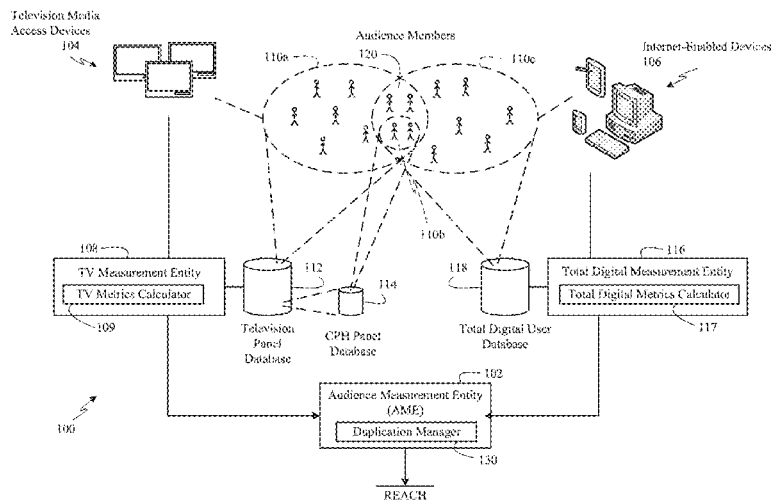 Television Media
Access Devices
104
Audience Members
110a
120
110c
Internet-Enabled Devices
106
110b
108
TV Measurement Entity
TV Metrics Calculator
109
112
Television
Panel
Database
114
CPH Panel
Database
118
Total Digital User
Database
116
Total Digital Measurement Entity
Total Digital Metrics Calculator
117
102
Audience Measurement Entity
(AME)
Duplication Manager
130
100
REACH